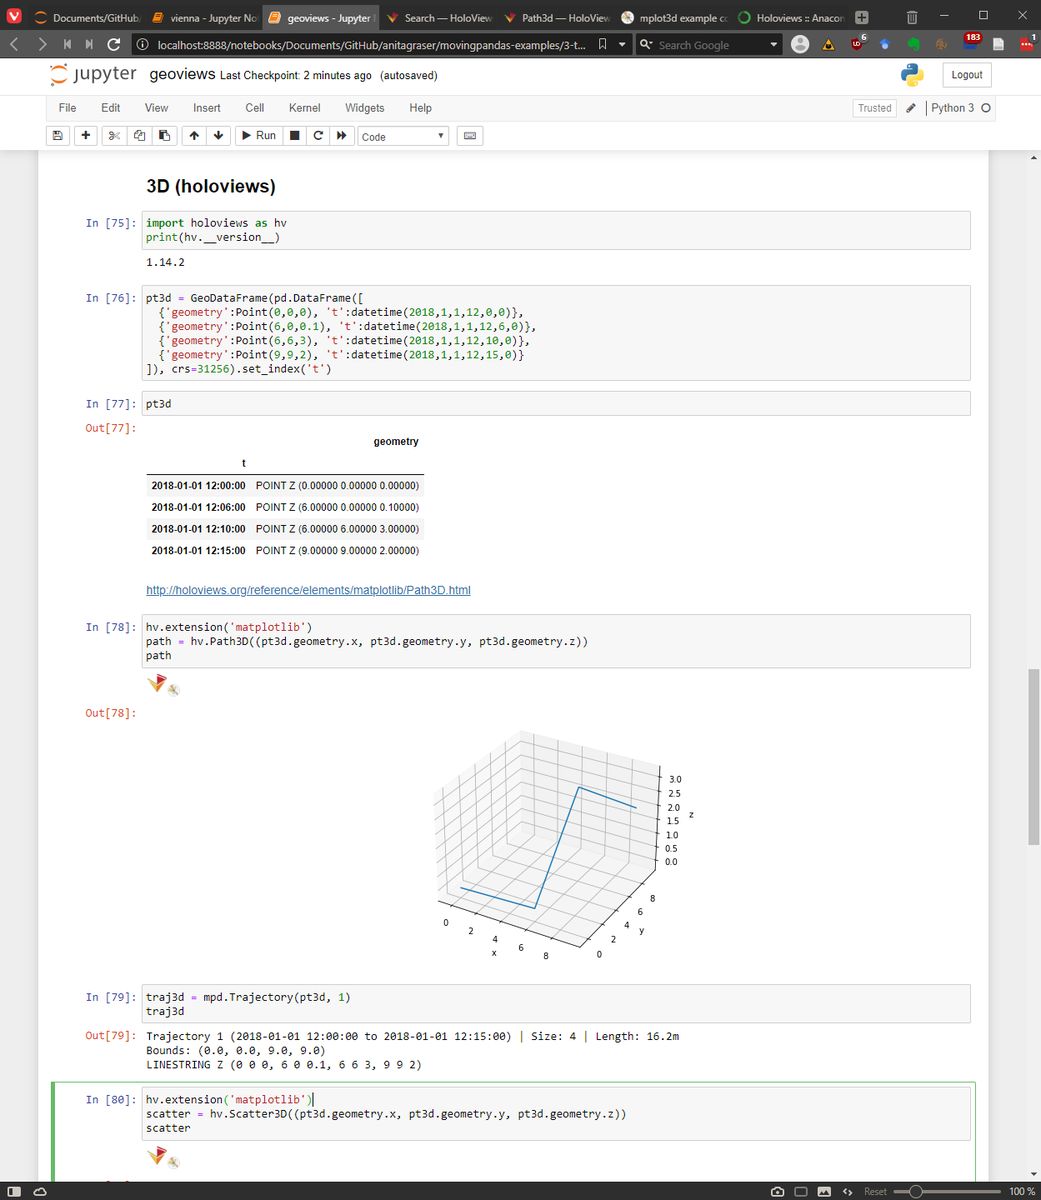 Documents/GitHub/
vienna - Jupyter No
geoviews - Jupyter
Search — HoloView
Path3d — HoloView
mplot3d example co
Holoviews :: Anacon
localhost:8888/notebooks/Documents/GitHub/anitagraser/movingpandas-examples/3-t...
Search Google
6
183
1
jupyter geoviews Last Checkpoint: 2 minutes ago (autosaved)
Logout
File Edit View Insert Cell Kernel Widgets Help
Trusted
Python 3
Run
Code
3D (holoviews)
In [75]: import holoviews as hv
print(hv.__version__)
1.14.2
In [76]: pt3d = GeoDataFrame(pd.DataFrame([
{'geometry':Point(0,0,0), 't':datetime(2018,1,1,12,0,0)},
{'geometry':Point(6,0,0.1), 't':datetime(2018,1,1,12,6,0)},
{'geometry':Point(6,6,3), 't':datetime(2018,1,1,12,10,0)},
{'geometry':Point(9,9,2), 't':datetime(2018,1,1,12,15,0)}
]), crs=31256).set_index('t')
In [77]: pt3d
Out[77]:
geometry
t
2018-01-01 12:00:00 POINT Z (0.00000 0.00000 0.00000)
2018-01-01 12:06:00 POINT Z (6.00000 0.00000 0.10000)
2018-01-01 12:10:00 POINT Z (6.00000 6.00000 3.00000)
2018-01-01 12:15:00 POINT Z (9.00000 9.00000 2.00000)
http://holoviews.org/reference/elements/matplotlib/Path3D.html
In [78]: hv.extension('matplotlib')
path = hv.Path3D((pt3d.geometry.x, pt3d.geometry.y, pt3d.geometry.z))
path
Out[78]:
3.0
2.5
2.0
1.5
1.0
0.5
0.0
z
8
6
4
2
0
y
0
2
4
6
8
x
In [79]: traj3d = mpd.Trajectory(pt3d, 1)
traj3d
Out[79]: Trajectory 1 (2018-01-01 12:00:00 to 2018-01-01 12:15:00) | Size: 4 | Length: 16.2m
Bounds: (0.0, 0.0, 9.0, 9.0)
LINESTRING Z (0 0 0, 6 0 0.1, 6 6 3, 9 9 2)
In [80]: hv.extension('matplotlib')
scatter = hv.Scatter3D((pt3d.geometry.x, pt3d.geometry.y, pt3d.geometry.z))
scatter
Reset
100 %